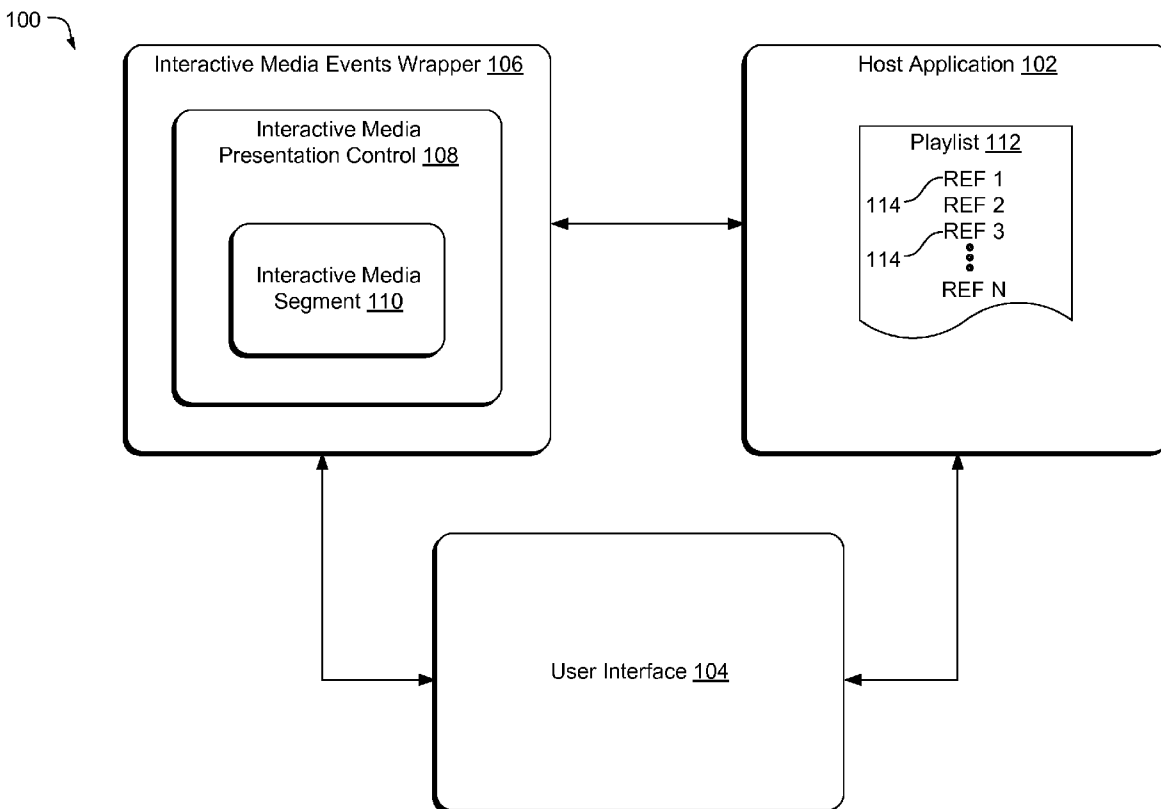 100
Interactive Media Events Wrapper 106
Interactive Media
Presentation Control 108
Interactive Media
Segment 110
Host Application 102
Playlist 112
REF 1
114
REF 2
REF 3
114
REF N
User Interface 104